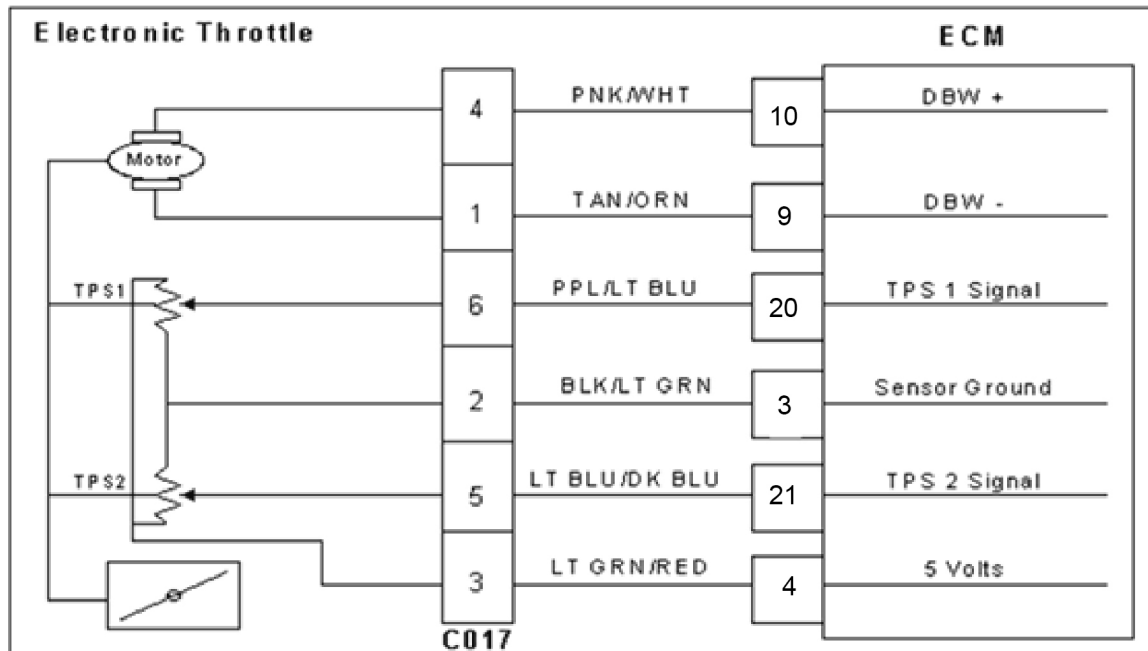 Electronic Throttle
ECM
4 PNK/WHT 10 DBW +
Motor
1 TAN/ORN 9 DBW -
TPS1 6 PPL/LT BLU 20 TPS 1 Signal
2 BLK/LT GRN 3 Sensor Ground
TPS2 5 LT BLU/DK BLU 21 TPS 2 Signal
3 LT GRN/RED 4 5 Volts
C017